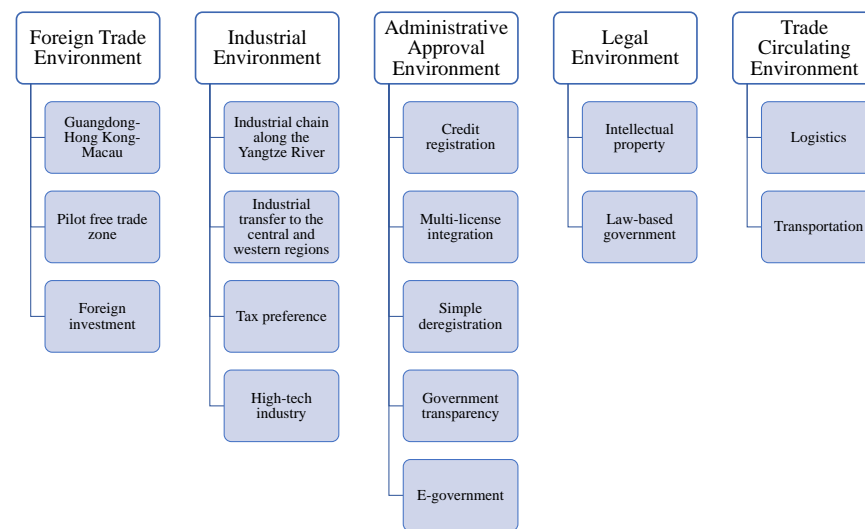 Foreign Trade
Environment
Guangdong-
Hong Kong-
Macau
Pilot free trade
zone
Foreign
investment
Industrial
Environment
Industrial chain
along the
Yangtze River
Industrial
transfer to the
central and
western regions
Tax preference
High-tech
industry
Administrative
Approval
Environment
Credit
registration
Multi-license
integration
Simple
deregistration
Government
transparency
E-government
Legal
Environment
Intellectual
property
Law-based
government
Trade
Circulating
Environment
Logistics
Transportation